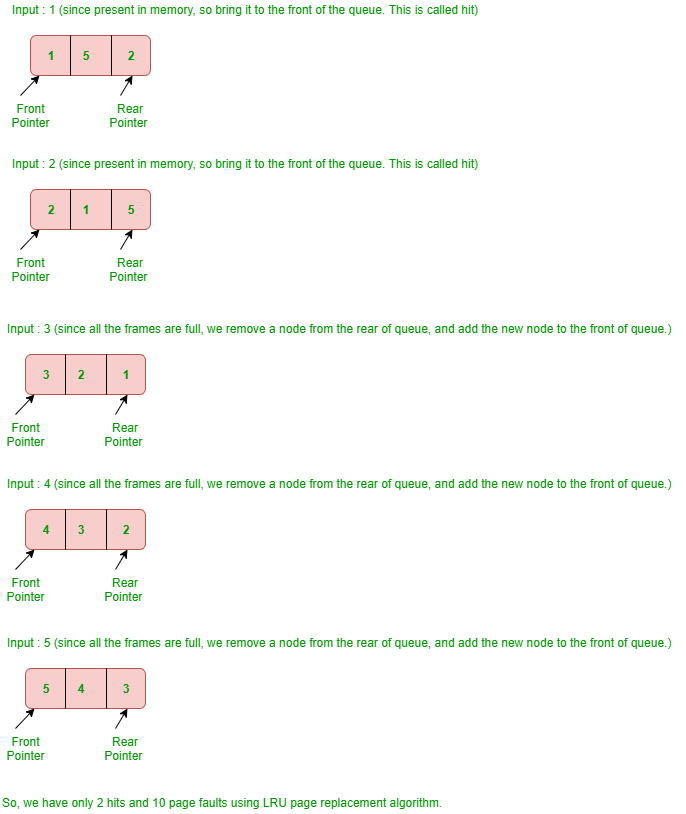 Input : 1 (since present in memory, so bring it to the front of the queue. This is called hit)
1 5 2
Front Rear
Pointer Pointer
Input : 2 (since present in memory, so bring it to the front of the queue. This is called hit)
2 1 5
Front Rear
Pointer Pointer
Input : 3 (since all the frames are full, we remove a node from the rear of queue, and add the new node to the front of queue.)
3 2 1
Front Rear
Pointer Pointer
Input : 4 (since all the frames are full, we remove a node from the rear of queue, and add the new node to the front of queue.)
4 3 2
Front Rear
Pointer Pointer
Input : 5 (since all the frames are full, we remove a node from the rear of queue, and add the new node to the front of queue.)
5 4 3
Front Rear
Pointer Pointer
So, we have only 2 hits and 10 page faults using LRU page replacement algorithm.